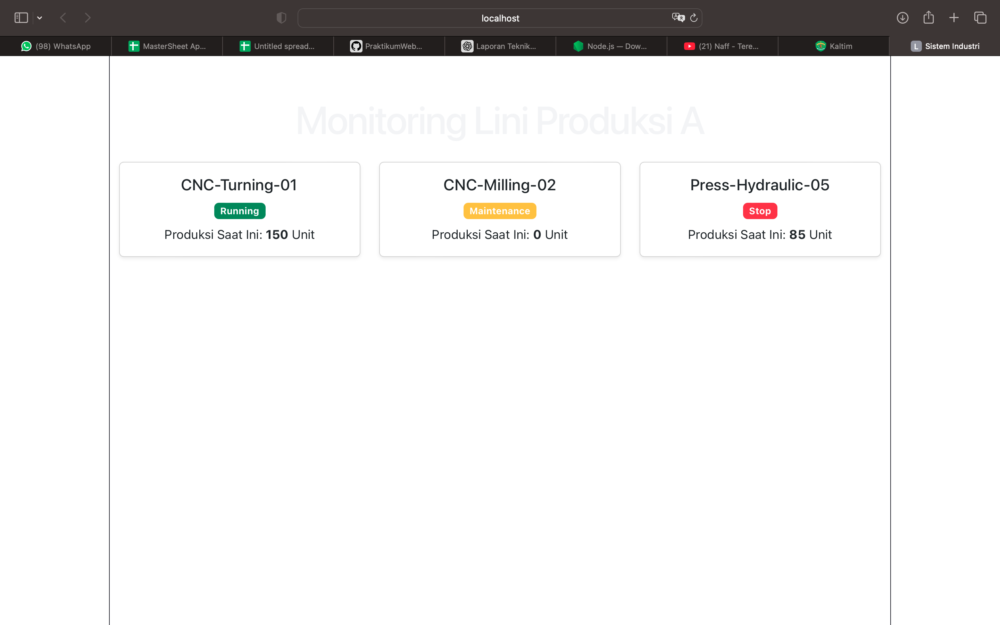 localhost
(98) WhatsApp
MasterSheet Ap...
Untitled spread...
PraktikumWeb...
Laporan Teknik...
Node.js — Dow...
(21) Naff - Tere...
Kaltim
L Sistem Industri
Monitoring Lini Produksi A
CNC-Turning-01
Running
Produksi Saat Ini: 150 Unit
CNC-Milling-02
Maintenance
Produksi Saat Ini: 0 Unit
Press-Hydraulic-05
Stop
Produksi Saat Ini: 85 Unit